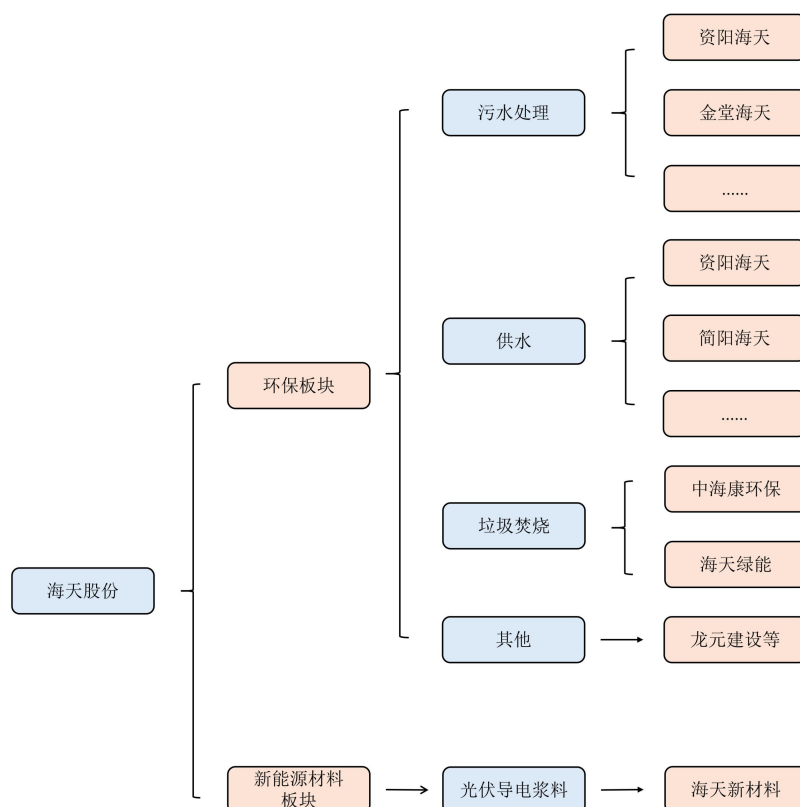 资阳海天
污水处理
金堂海天
......
资阳海天
供水
简阳海天
环保板块
......
中海康环保
垃圾焚烧
海天绿能
海天股份
其他
龙元建设等
新能源材料
板块
光伏导电浆料
海天新材料